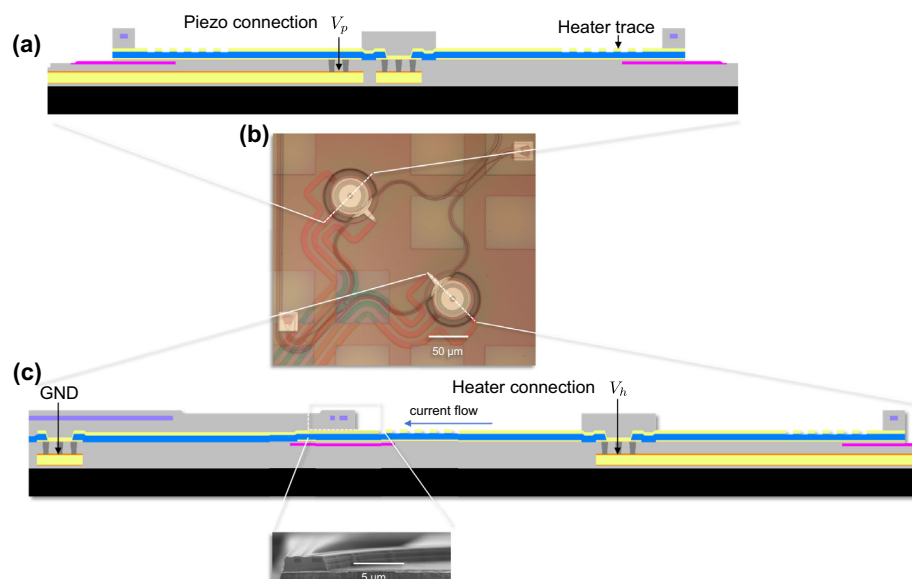 (a)
Piezo connection Vp
Heater trace
(b)
50 µm
(c)
GND
Heater connection Vh
current flow
5 µm